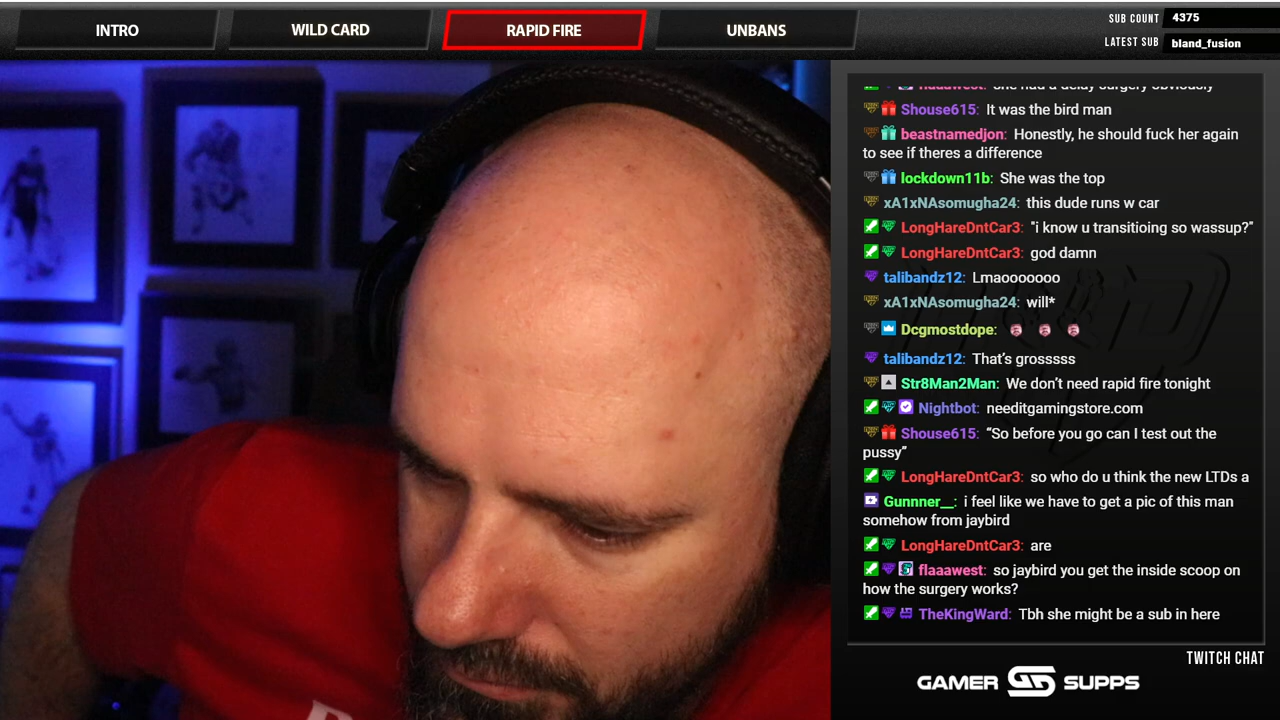 INTRO
WILD CARD
RAPID FIRE
UNBANS
SUB COUNT 4375
LATEST SUB bland_fusion
Shouse615: It was the bird man
beastnamedjon: Honestly, he should fuck her again
to see if theres a difference
lockdown11b: She was the top
xA1xNAsomugha24: this dude runs w car
LongHareDntCar3: "i know u transitioing so wassup?"
LongHareDntCar3: god damn
talibandz12: Lmaooooooo
xA1xNAsomugha24: will*
Dcgmostdope:
talibandz12: That's grosssss
Str8Man2Man: We don't need rapid fire tonight
Nightbot: needitgamingstore.com
Shouse615: “So before you go can I test out the
pussy”
LongHareDntCar3: so who do u think the new LTDs a
Gunnner__: i feel like we have to get a pic of this man
somehow from jaybird
LongHareDntCar3: are
flaaawest: so jaybird you get the inside scoop on
how the surgery works?
TheKingWard: Tbh she might be a sub in here
TWITCH CHAT
GAMER SUPPS